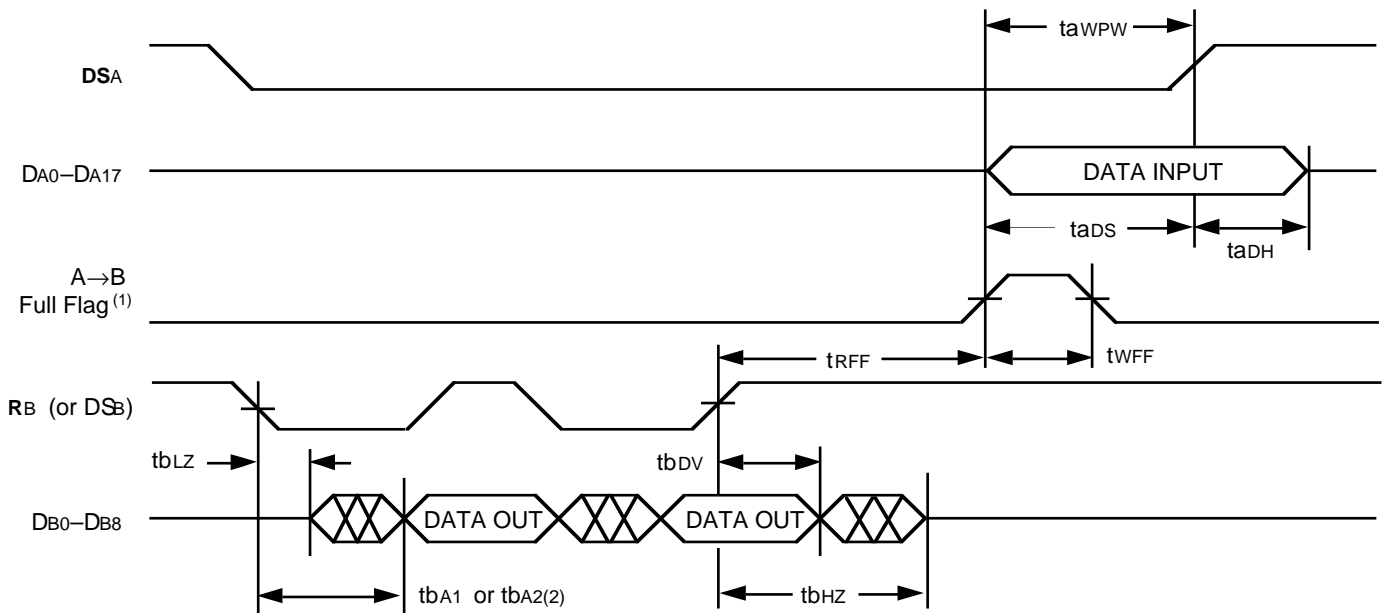 taWPW
DSA
DA0–DA17
DATA INPUT
taDS
taDH
A→B
Full Flag (1)
tRFF
tWFF
RB (or DSB)
tbLZ
tbDV
DB0–DB8
DATA OUT
DATA OUT
tbA1 or tbA2(2)
tbHZ